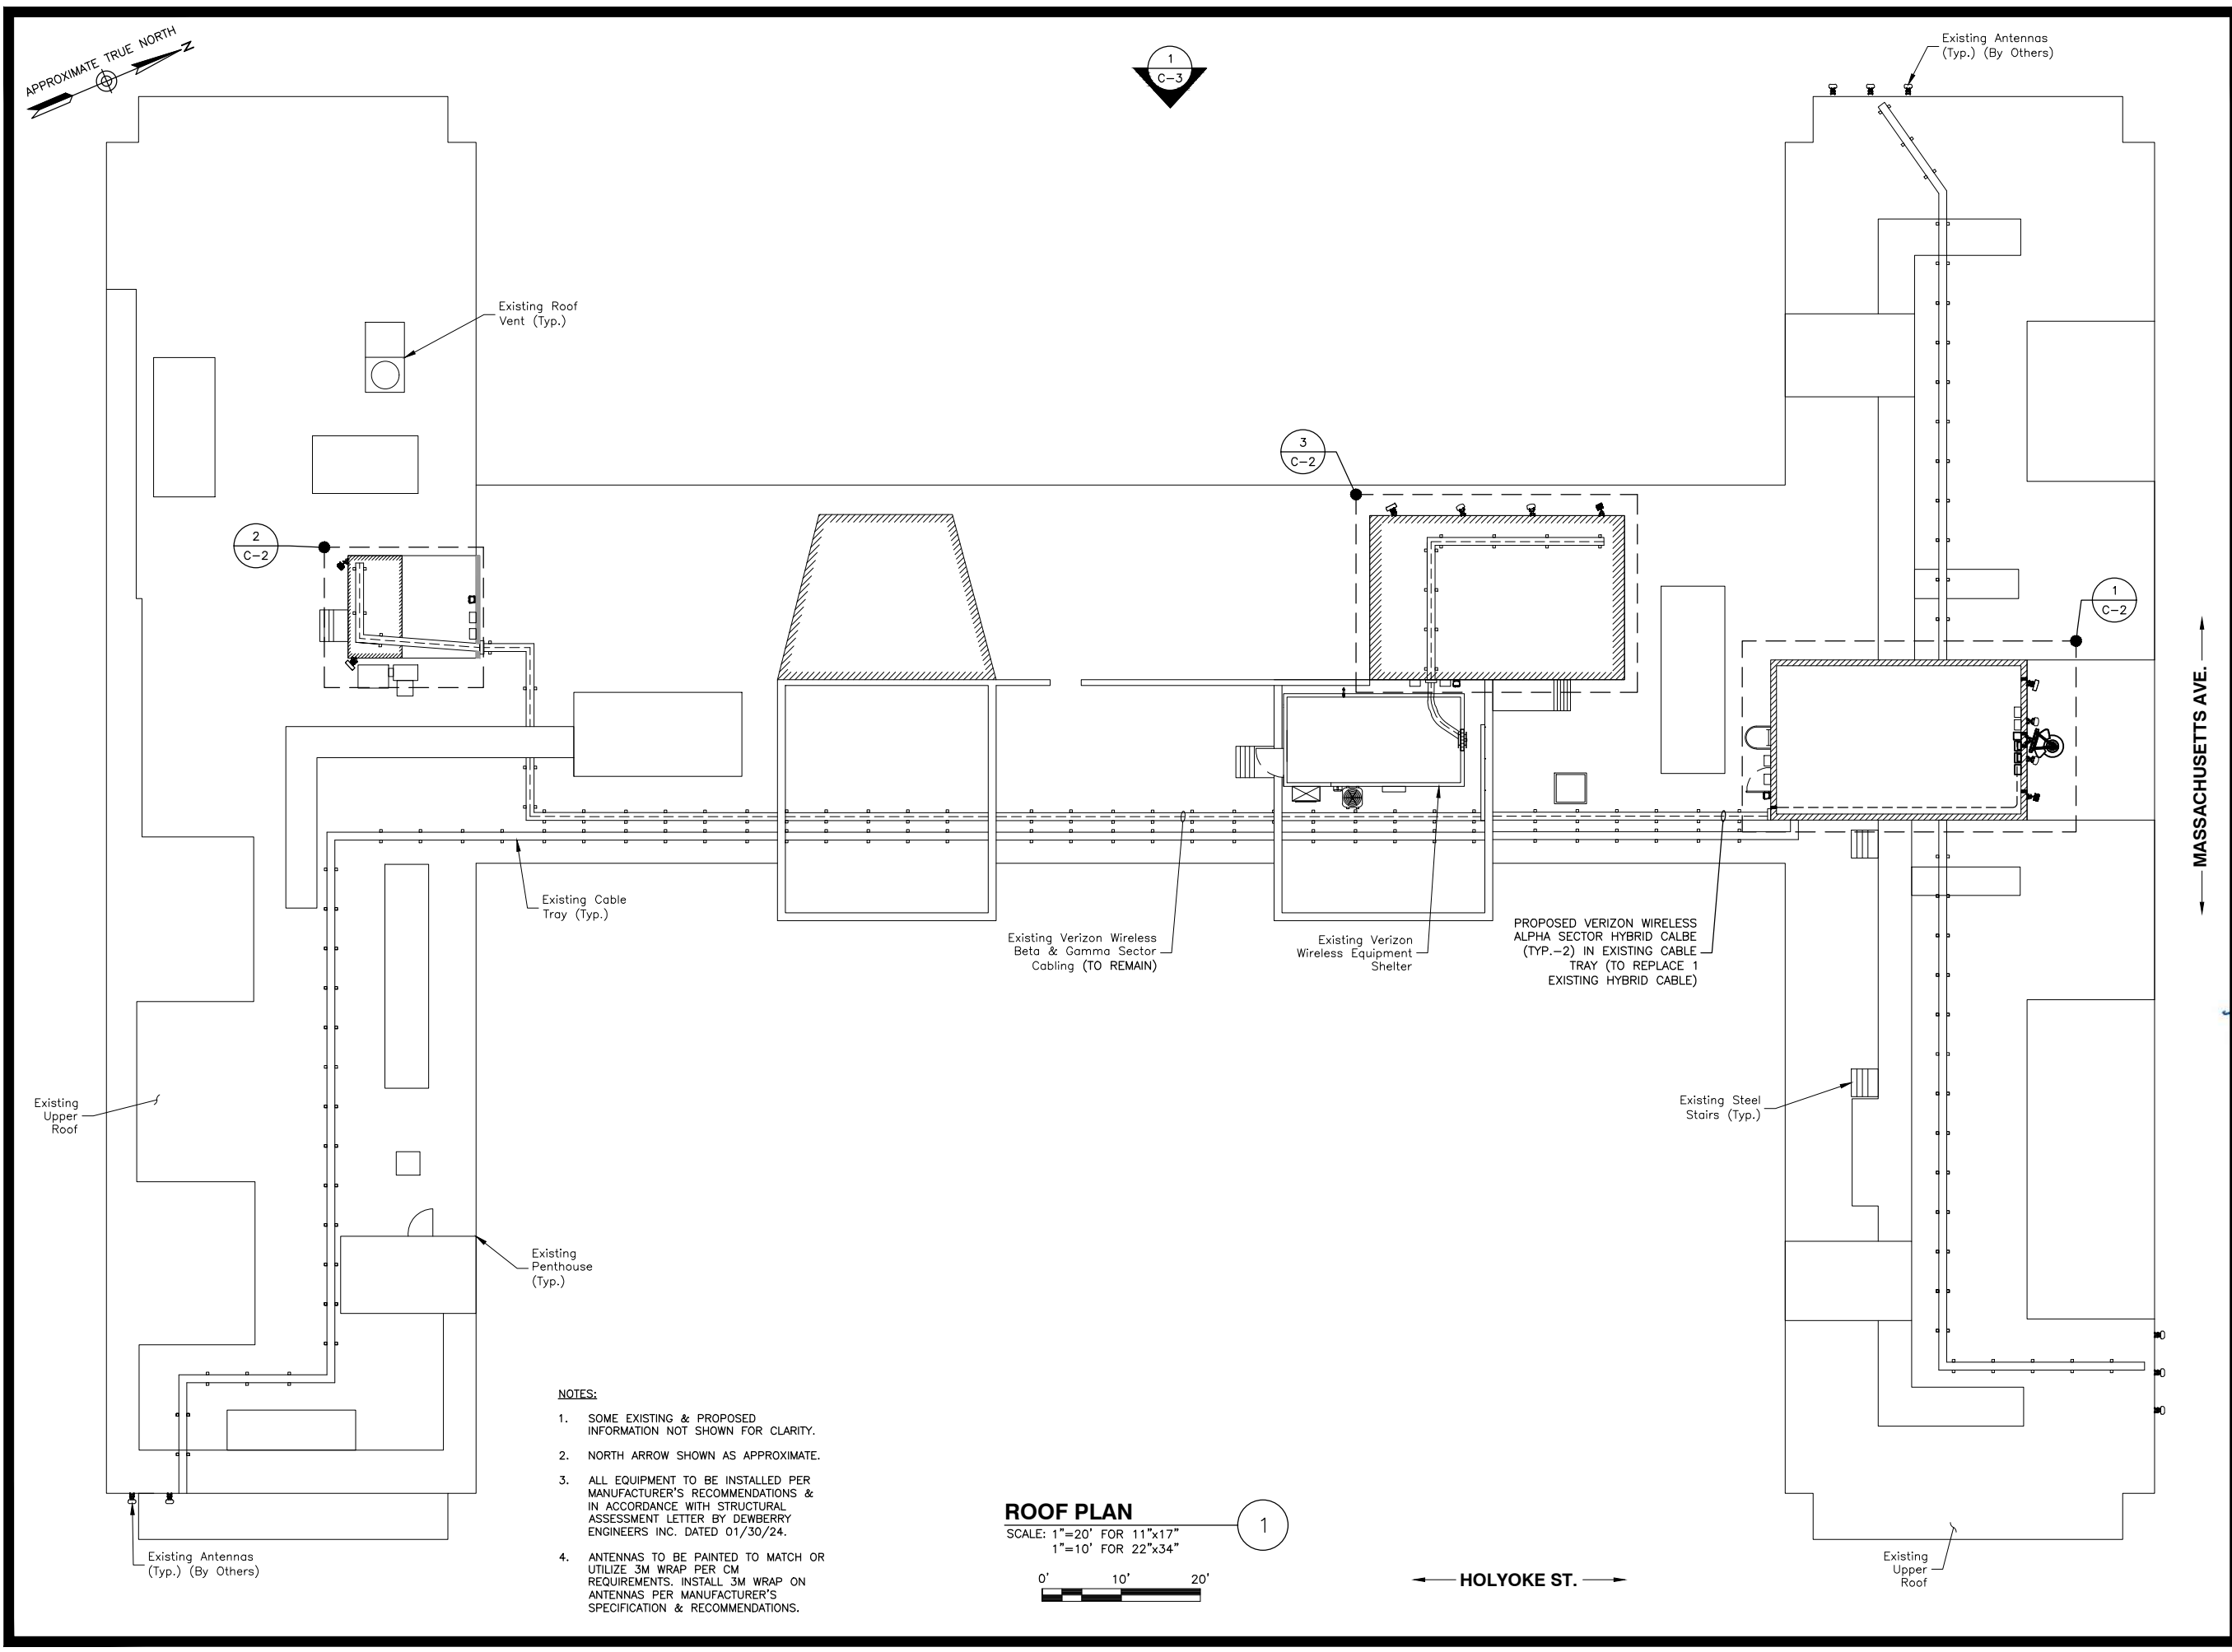 APPROXIMATE TRUE NORTH
N
1
C-3
Existing Antennas
(Typ.) (By Others)
Existing Roof
Vent (Typ.)
3
C-2
2
C-2
1
C-2
MASSACHUSETTS AVE.
Existing Cable
Tray (Typ.)
Existing Verizon Wireless
Beta & Gamma Sector
Cabling (TO REMAIN)
Existing Verizon
Wireless Equipment
Shelter
PROPOSED VERIZON WIRELESS
ALPHA SECTOR HYBRID CALBE
(TYP.-2) IN EXISTING CABLE
TRAY (TO REPLACE 1
EXISTING HYBRID CABLE)
Existing
Upper
Roof
Existing Steel
Stairs (Typ.)
Existing
Penthouse
(Typ.)
NOTES:
1. SOME EXISTING & PROPOSED
INFORMATION NOT SHOWN FOR CLARITY.
2. NORTH ARROW SHOWN AS APPROXIMATE.
3. ALL EQUIPMENT TO BE INSTALLED PER
MANUFACTURER'S RECOMMENDATIONS &
IN ACCORDANCE WITH STRUCTURAL
ASSESSMENT LETTER BY DEWBERRY
ENGINEERS INC. DATED 01/30/24.
4. ANTENNAS TO BE PAINTED TO MATCH OR
UTILIZE 3M WRAP PER CM
REQUIREMENTS. INSTALL 3M WRAP ON
ANTENNAS PER MANUFACTURER'S
SPECIFICATION & RECOMMENDATIONS.
Existing Antennas
(Typ.) (By Others)
ROOF PLAN
1
SCALE: 1"=20' FOR 11"x17"
1"=10' FOR 22"x34"
0' 10' 20'
HOLYOKE ST.
Existing
Upper
Roof